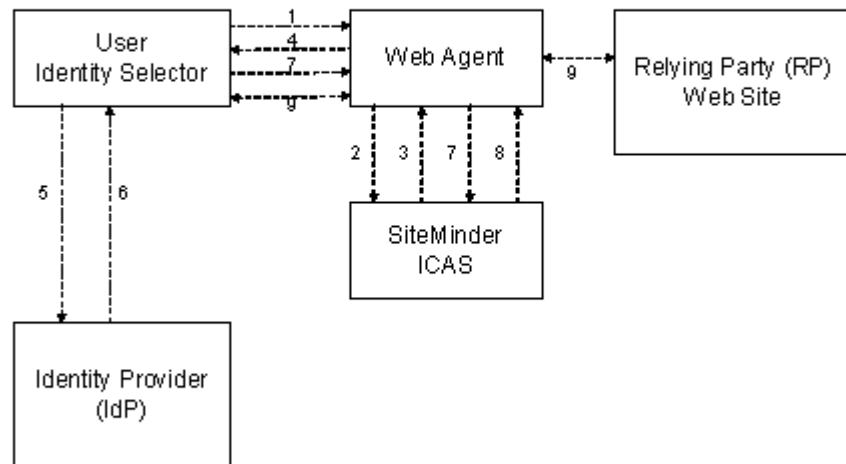 User
Identity Selector
1
4
7
9
Web Agent
9
Relying Party (RP)
Web Site
2
3
7
8
5
6
SiteMinder
ICAS
Identity Provider
(IdP)